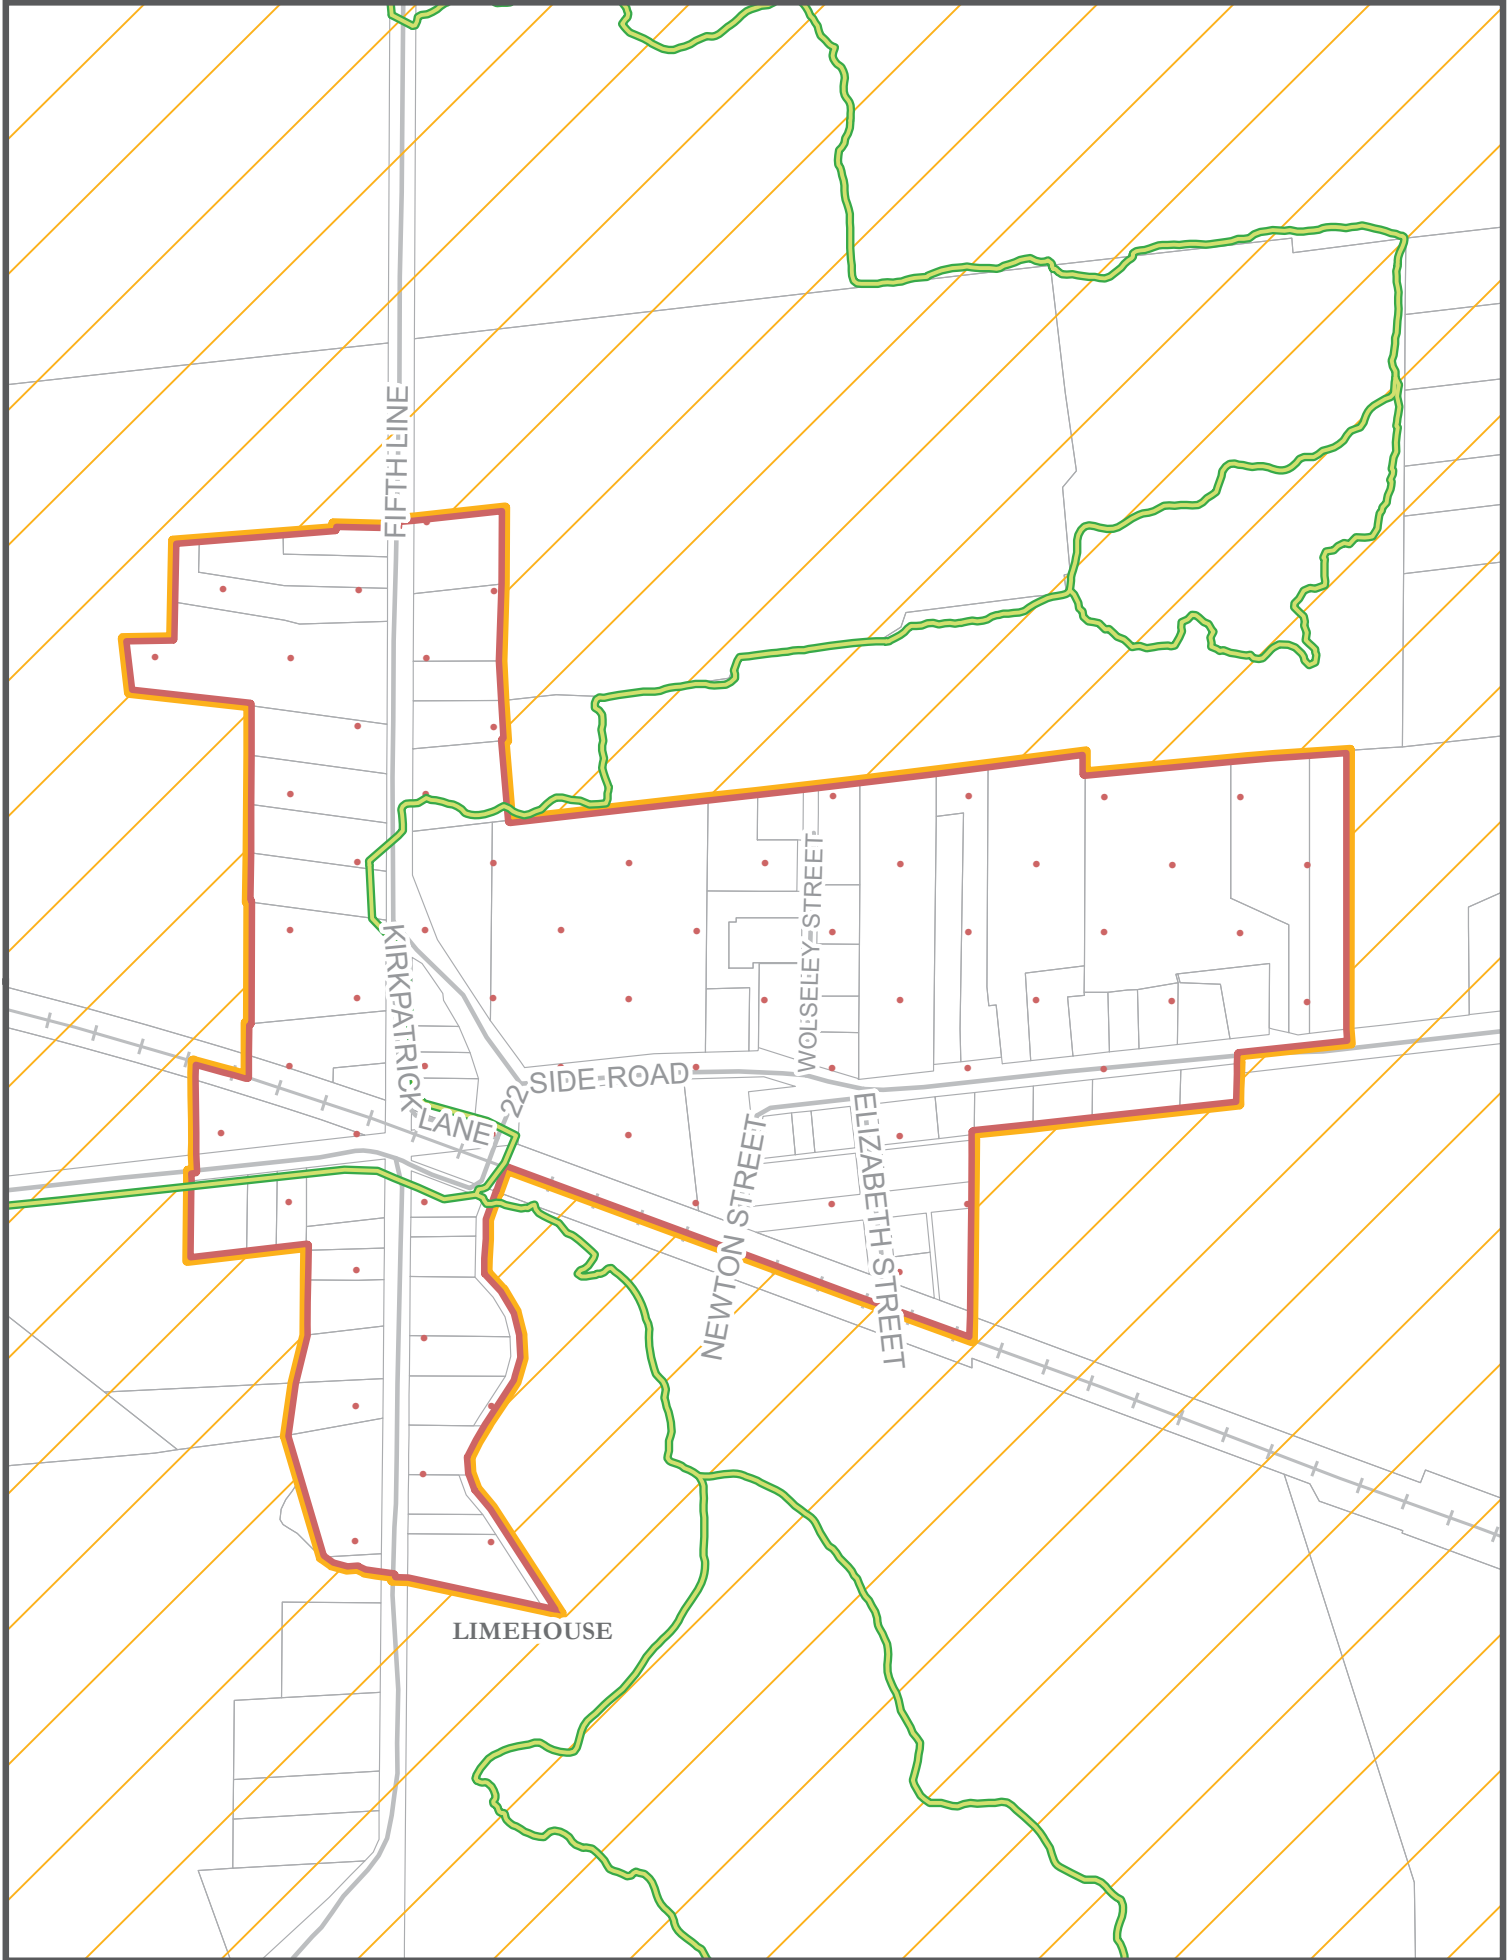 FIFTH LINE
WOLSELEY STREET
KIRKPATRICK
LANE
22
SIDE ROAD
NEWTON STREET
ELIZABETH STREET
LIMEHOUSE